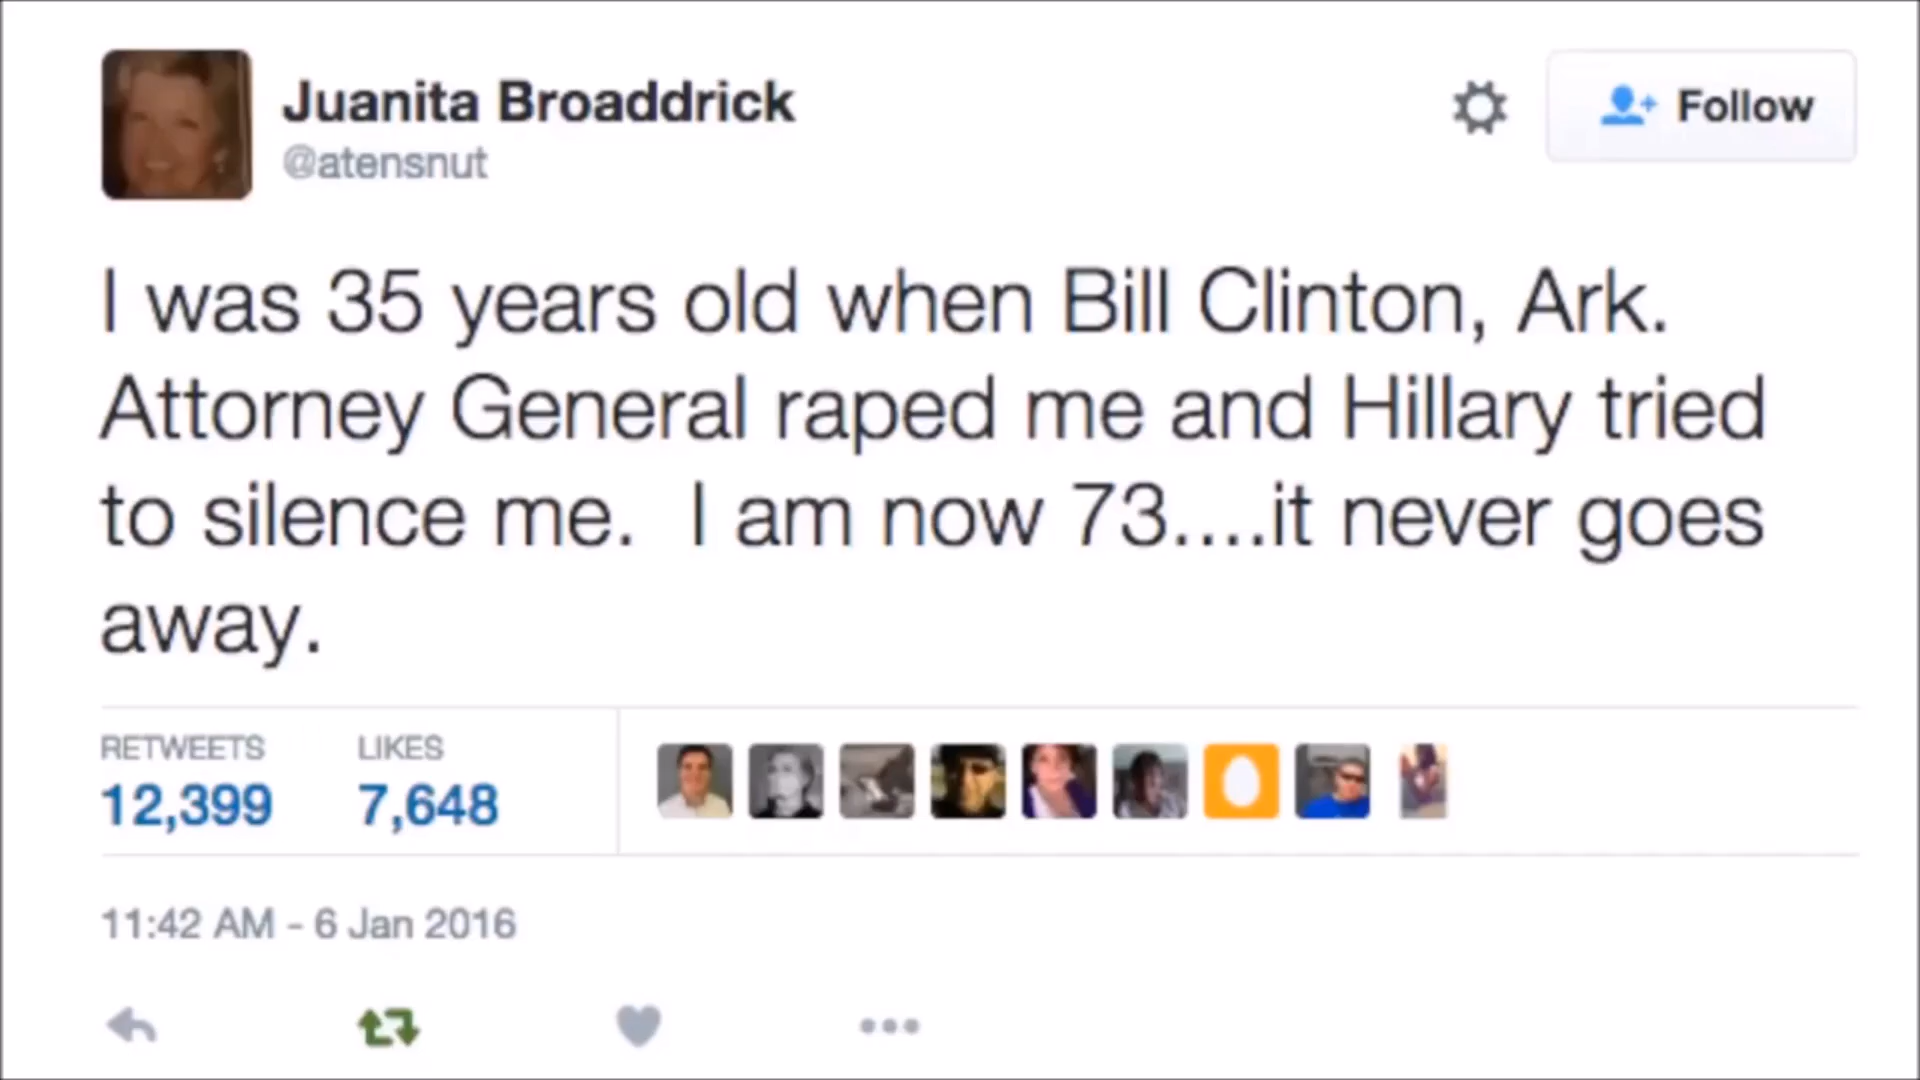 Juanita Broaddrick
@atensnut
Follow
I was 35 years old when Bill Clinton, Ark.
Attorney General raped me and Hillary tried
to silence me.  I am now 73....it never goes
away.
RETWEETS LIKES
12,399 7,648
11:42 AM - 6 Jan 2016